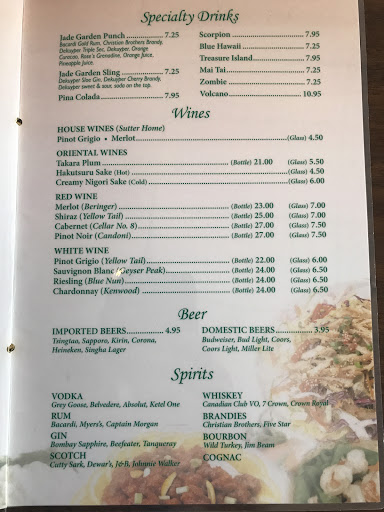 Specialty Drinks
Jade Garden Punch ........ 7.25
Bacardi Gold Rum, Christian Brothers Brandy,
Dekuyper Triple Sec, Dekuyper, Orange
Curacao, Rose's Grenadine, Orange Juice,
Pineapple Juice.
Jade Garden Sling ........ 7.25
Dekuyper Sloe Gin, Dekuyper Cherry Brandy,
Dekuyper sweet & sour, soda on the top.
Pina Colada ........ 7.95
Scorpion ........ 7.95
Blue Hawaii ........ 7.25
Treasure Island ........ 7.95
Mai Tai ........ 7.25
Zombie ........ 7.25
Volcano ........ 10.95
Wines
HOUSE WINES (Sutter Home)
Pinot Grigio • Merlot ........ (Glass) 4.50
ORIENTAL WINES
Takara Plum ........ (Bottle) 21.00 (Glass) 5.50
Hakutsuru Sake (Hot) ........ (Glass) 4.50
Creamy Nigori Sake (Cold) ........ (Glass) 6.00
RED WINE
Merlot (Beringer) ........ (Bottle) 23.00 (Glass) 7.00
Shiraz (Yellow Tail) ........ (Bottle) 25.00 (Glass) 7.00
Cabernet (Cellar No. 8) ........ (Bottle) 27.00 (Glass) 7.50
Pinot Noir (Candoni) ........ (Bottle) 27.00 (Glass) 7.50
WHITE WINE
Pinot Grigio (Yellow Tail) ........ (Bottle) 22.00 (Glass) 6.00
Sauvignon Blanc (Geyser Peak) ........ (Bottle) 24.00 (Glass) 6.50
Riesling (Blue Nun) ........ (Bottle) 24.00 (Glass) 6.50
Chardonnay (Kenwood) ........ (Bottle) 24.00 (Glass) 6.50
Beer
IMPORTED BEERS ........ 4.95
Tsingtao, Sapporo, Kirin, Corona,
Heineken, Singha Lager
DOMESTIC BEERS ........ 3.95
Budweiser, Bud Light, Coors,
Coors Light, Miller Lite
Spirits
VODKA
Grey Goose, Belvedere, Absolut, Ketel One
RUM
Bacardi, Myers's, Captain Morgan
GIN
Bombay Sapphire, Beefeater, Tanqueray
SCOTCH
Cutty Sark, Dewar's, J&B, Johnnie Walker
WHISKEY
Canadian Club VO, 7 Crown, Crown Royal
BRANDIES
Christian Brothers, Five Star
BOURBON
Wild Turkey, Jim Beam
COGNAC